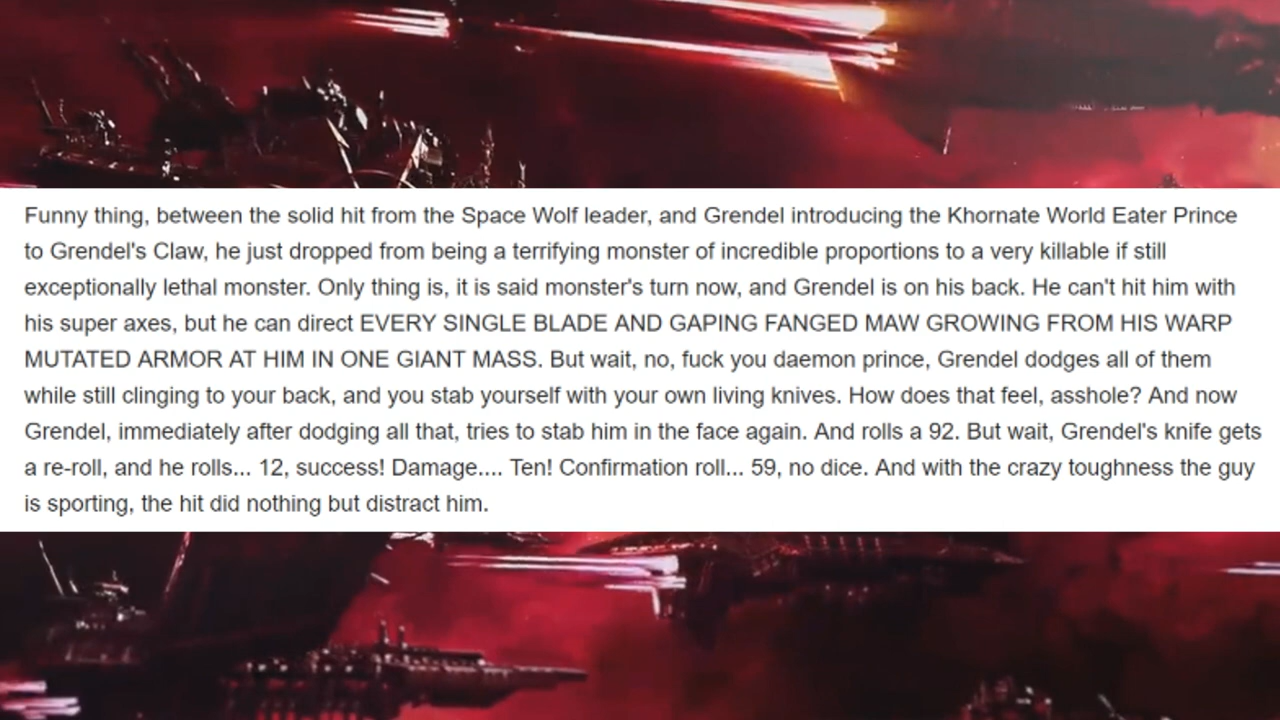 Funny thing, between the solid hit from the Space Wolf leader, and Grendel introducing the Khornate World Eater Prince
to Grendel's Claw, he just dropped from being a terrifying monster of incredible proportions to a very killable if still
exceptionally lethal monster. Only thing is, it is said monster's turn now, and Grendel is on his back. He can't hit him with
his super axes, but he can direct EVERY SINGLE BLADE AND GAPING FANGED MAW GROWING FROM HIS WARP
MUTATED ARMOR AT HIM IN ONE GIANT MASS. But wait, no, fuck you daemon prince, Grendel dodges all of them
while still clinging to your back, and you stab yourself with your own living knives. How does that feel, asshole? And now
Grendel, immediately after dodging all that, tries to stab him in the face again. And rolls a 92. But wait, Grendel's knife gets
a re-roll, and he rolls... 12, success! Damage.... Ten! Confirmation roll... 59, no dice. And with the crazy toughness the guy
is sporting, the hit did nothing but distract him.